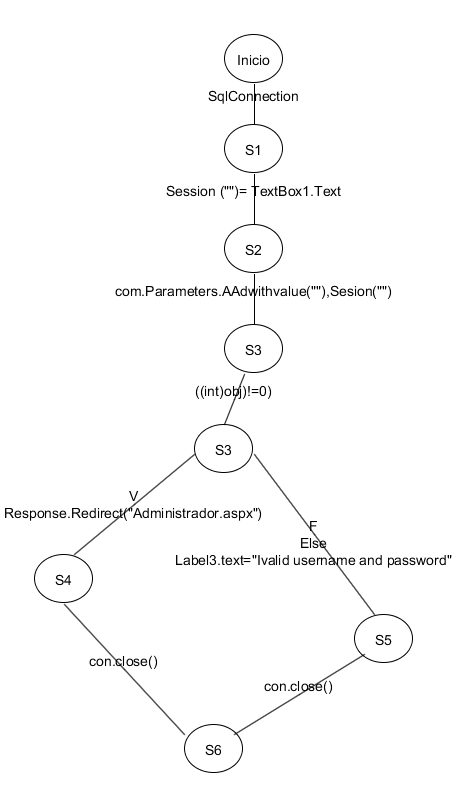 Inicio
SqlConnection
S1
Session ("")= TextBox1.Text
S2
com.Parameters.AAdwithvalue(""),Sesion("")
S3
((int)obj)!=0)
S3
V
Response.Redirect("Administrador.aspx")
F
Else
Label3.text="Ivalid username and password"
S4
S5
con.close()
con.close()
S6